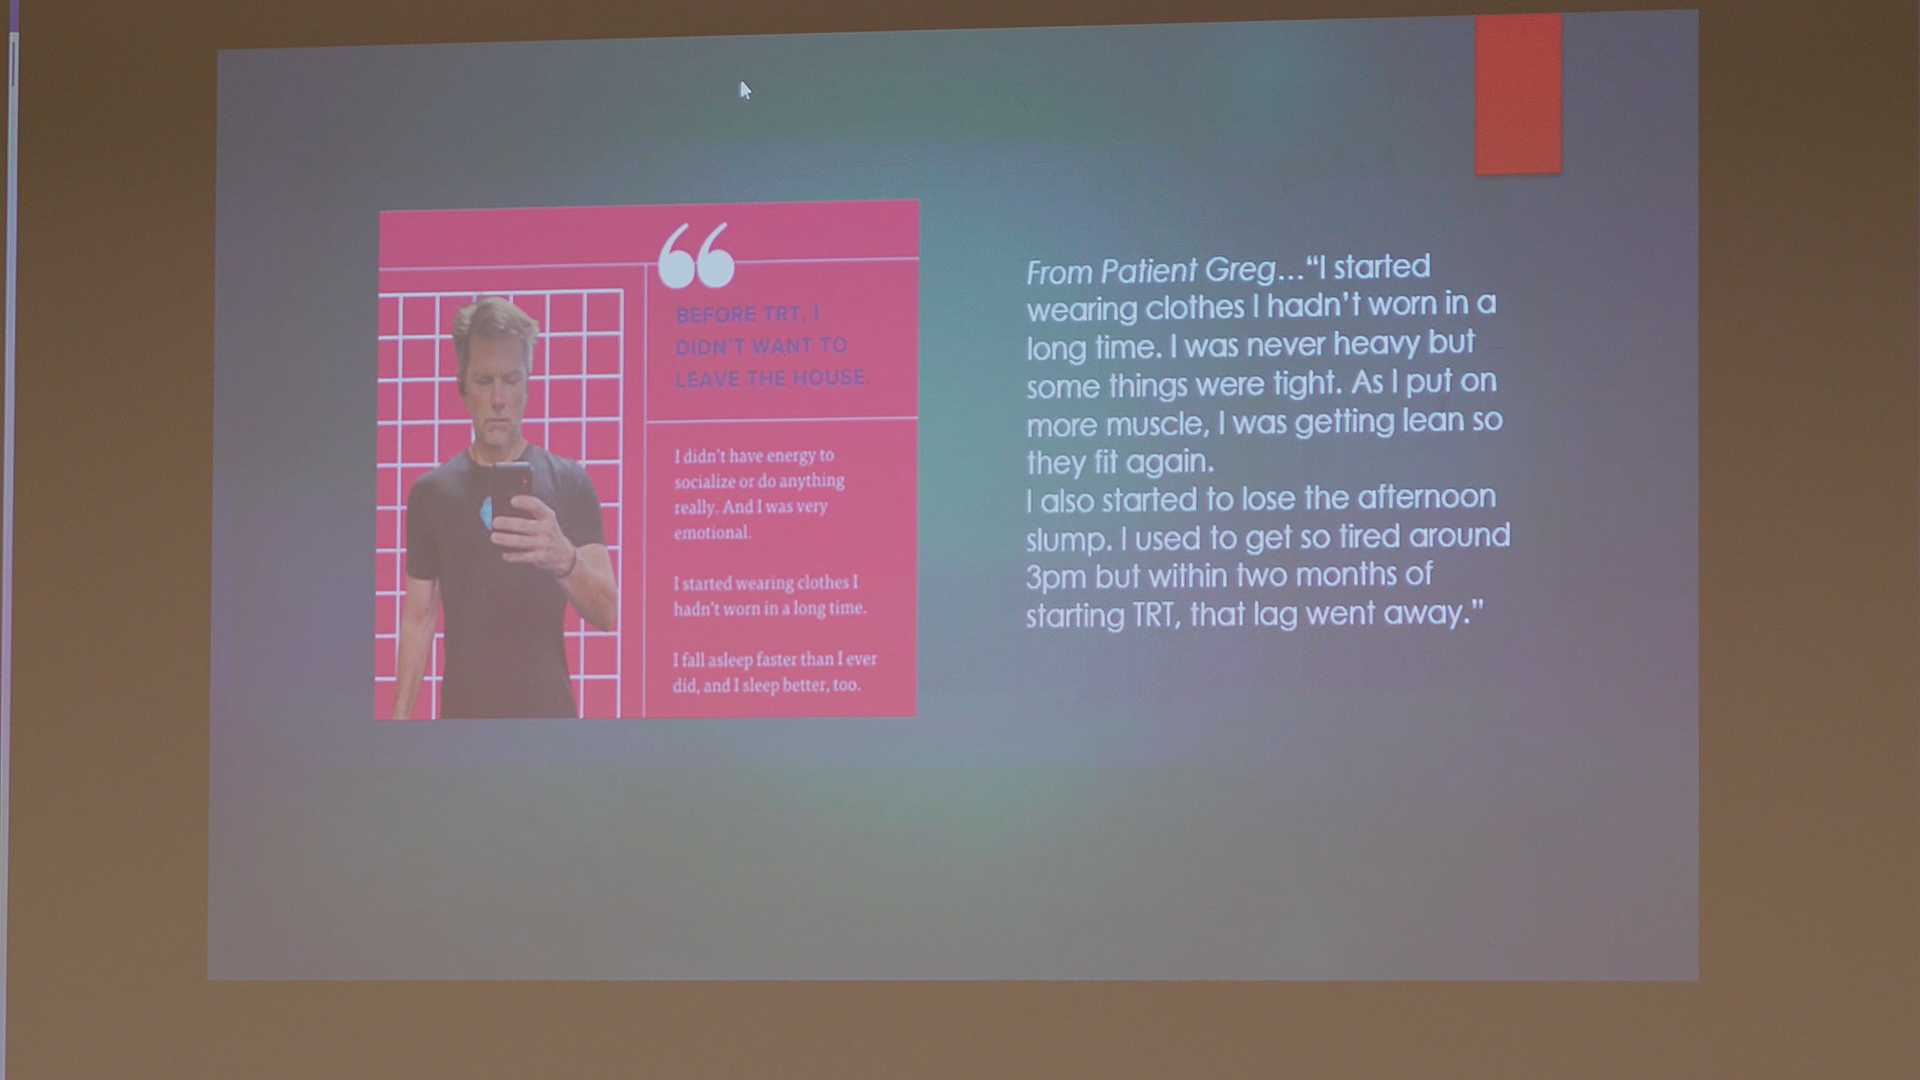 “
BEFORE TRT, I
DIDN'T WANT TO
LEAVE THE HOUSE.
I didn't have energy to
socialize or do anything
really. And I was very
emotional.
I started wearing clothes I
hadn't worn in a long time.
I fall asleep faster than I ever
did, and I sleep better, too.
From Patient Greg...“I started
wearing clothes I hadn't worn in a
long time. I was never heavy but
some things were tight. As I put on
more muscle, I was getting lean so
they fit again.
I also started to lose the afternoon
slump. I used to get so tired around
3pm but within two months of
starting TRT, that lag went away.”